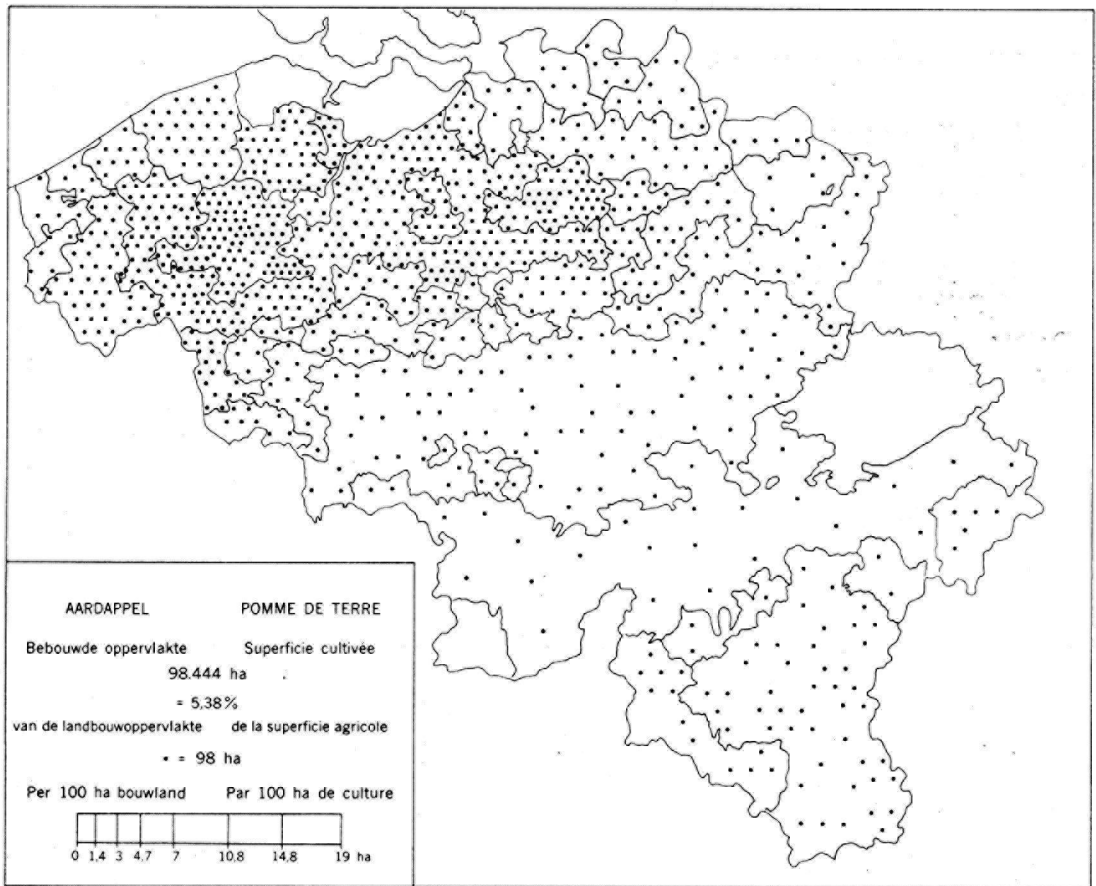 AARDAPPEL POMME DE TERRE
Bebouwde oppervlakte Superficie cultivée
98.444 ha
= 5,38%
van de landbouwoppervlakte de la superficie agricole
• = 98 ha
Per 100 ha bouwland Par 100 ha de culture
0 1,4 3 4,7 7 10,8 14,8 19 ha